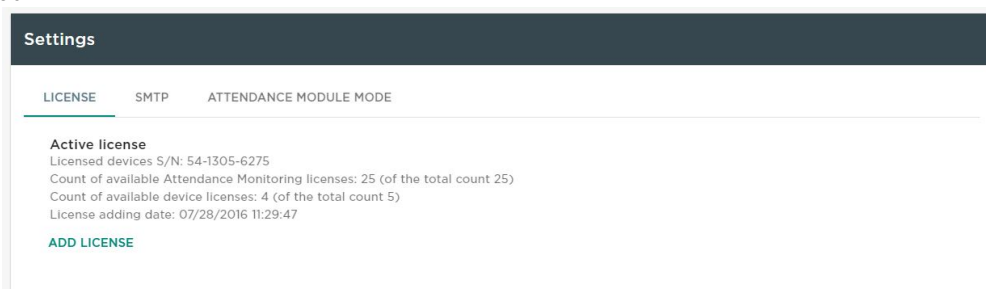 Settings
LICENSE SMTP ATTENDANCE MODULE MODE
Active license
Licensed devices S/N: 54-1305-6275
Count of available Attendance Monitoring licenses: 25 (of the total count 25)
Count of available device licenses: 4 (of the total count 5)
License adding date: 07/28/2016 11:29:47
ADD LICENSE